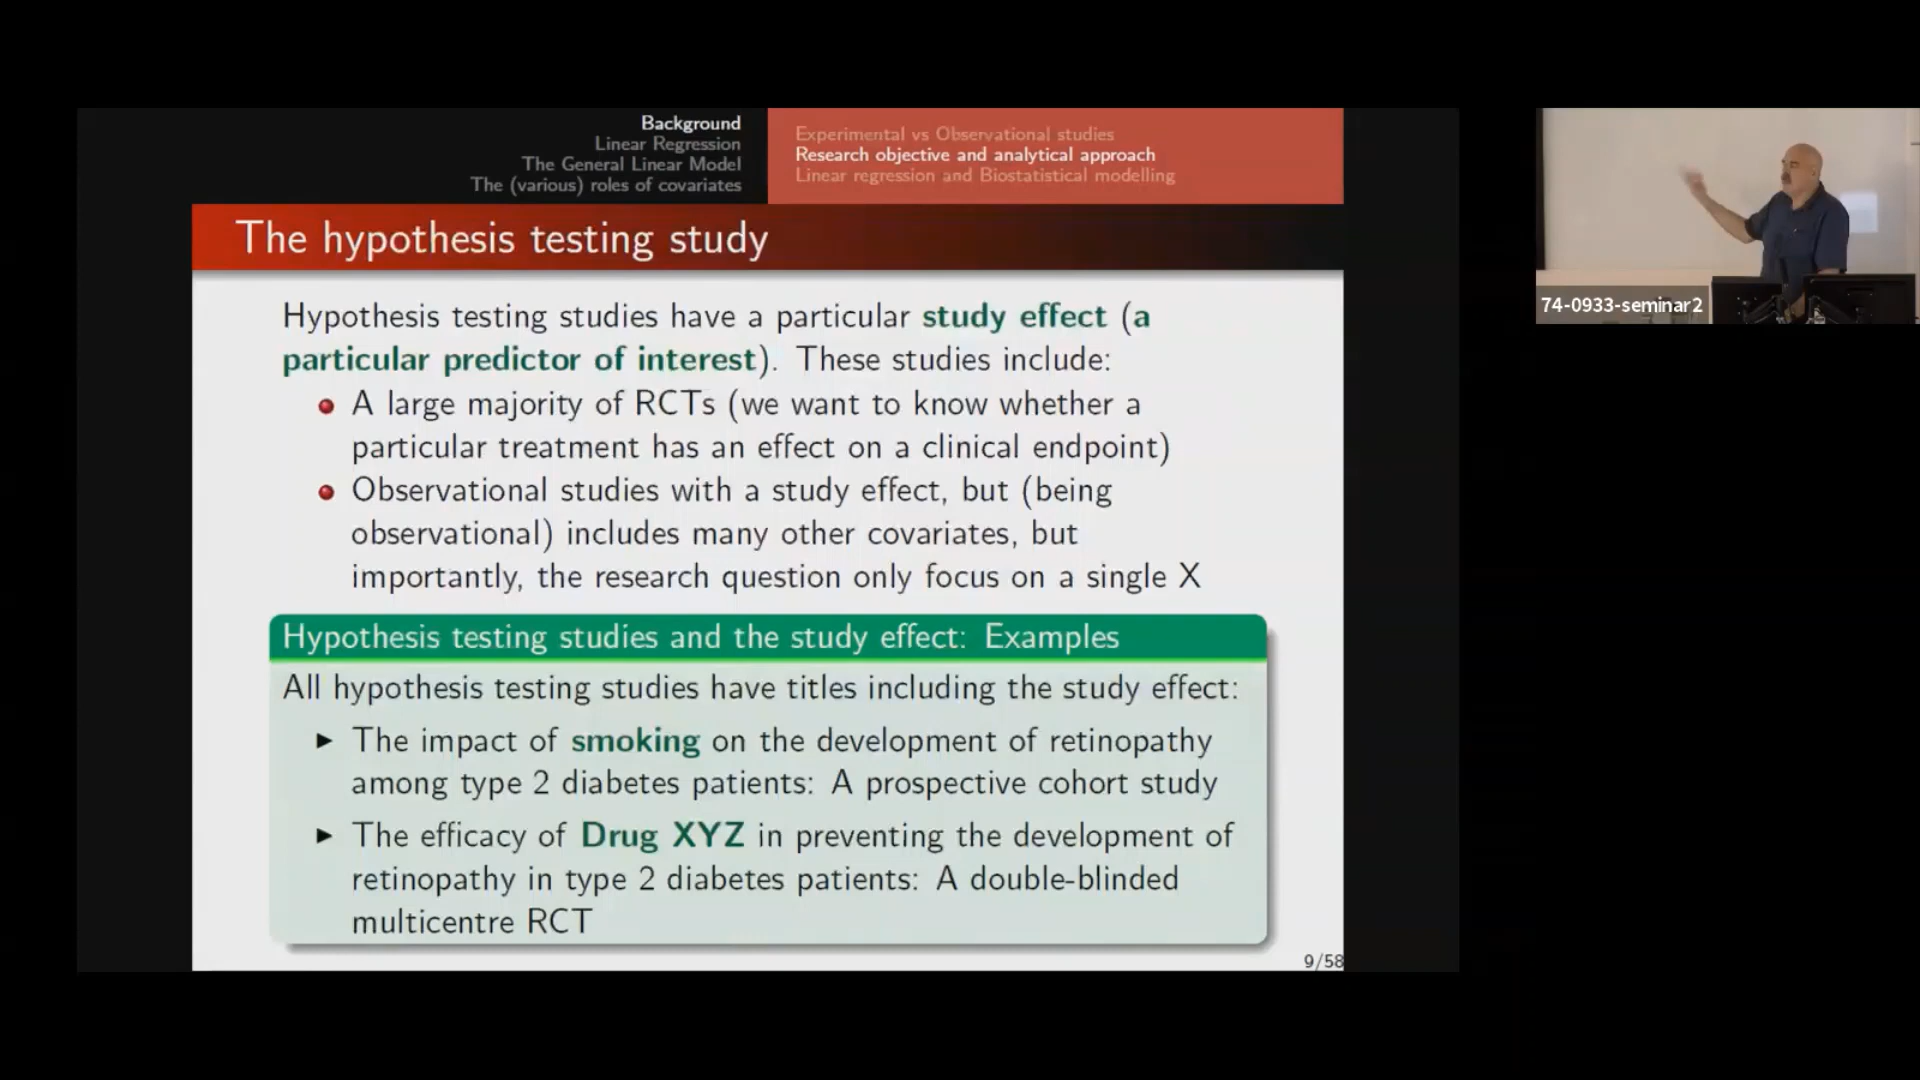 Background
Linear Regression
The General Linear Model
The (various) roles of covariates
Experimental vs Observational studies
Research objective and analytical approach
Linear regression and Biostatistical modelling
The hypothesis testing study
Hypothesis testing studies have a particular study effect (a
particular predictor of interest). These studies include:
A large majority of RCTs (we want to know whether a
particular treatment has an effect on a clinical endpoint)
Observational studies with a study effect, but (being
observational) includes many other covariates, but
importantly, the research question only focus on a single X
Hypothesis testing studies and the study effect: Examples
All hypothesis testing studies have titles including the study effect:
The impact of smoking on the development of retinopathy
among type 2 diabetes patients: A prospective cohort study
The efficacy of Drug XYZ in preventing the development of
retinopathy in type 2 diabetes patients: A double-blinded
multicentre RCT
9/58
74-0933-seminar2